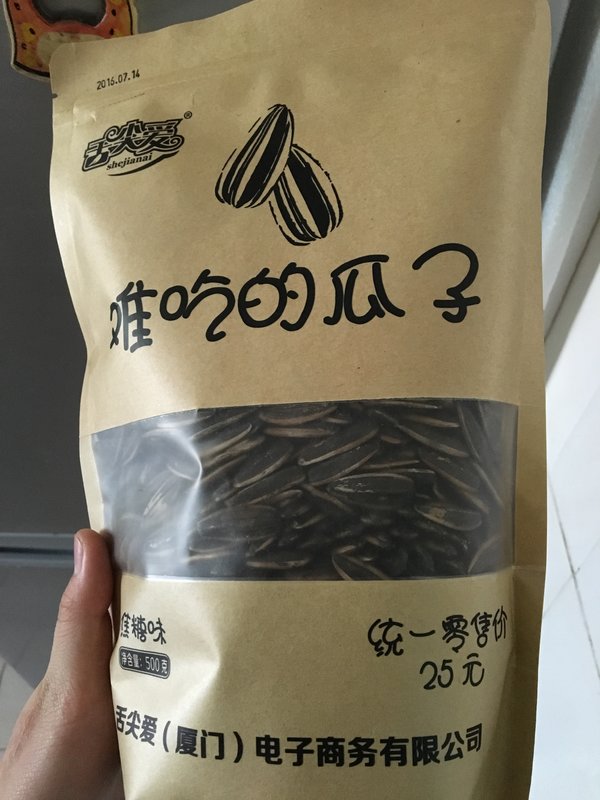 2016.07.14
舌尖爱®
shejianai
难吃的瓜子
焦糖味
净含量：500克
统一零售价
25元
舌尖爱（厦门）电子商务有限公司